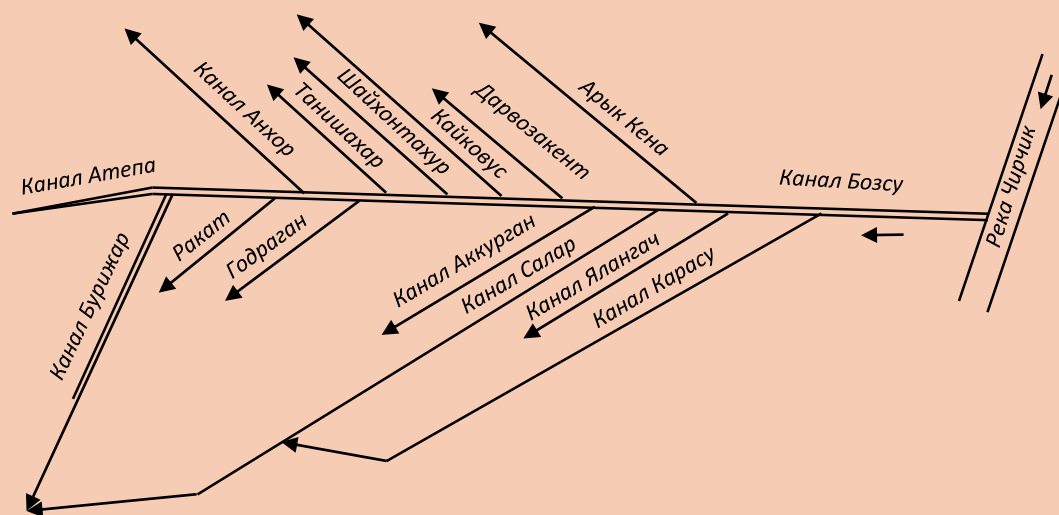 Канал Анхор
Танишахар
Шайхонтахур
Кайковус
Дарвозакент
Арык Кена
Канал Атепа
Канал Бозсу
Река Чирчик
Канал Бурижар
Ракат
Годраган
Канал Аккурган
Канал Салар
Канал Ялангач
Канал Карасу